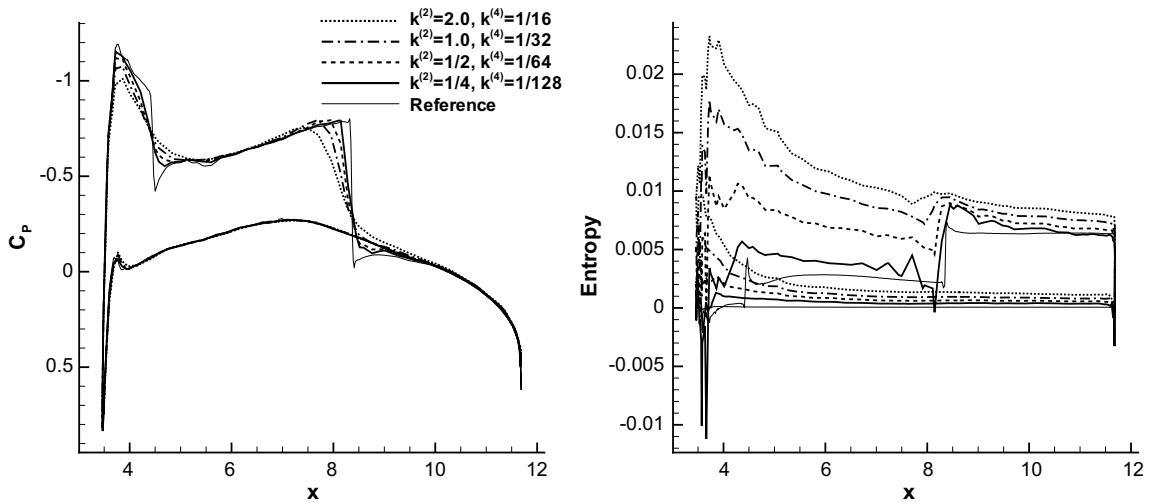 k(2)=2.0, k(4)=1/16
k(2)=1.0, k(4)=1/32
k(2)=1/2, k(4)=1/64
k(2)=1/4, k(4)=1/128
Reference
-1
-0.5
0
0.5
CP
4
6
8
10
12
x
0.02
0.015
0.01
0.005
0
-0.005
-0.01
Entropy
4
6
8
10
12
x